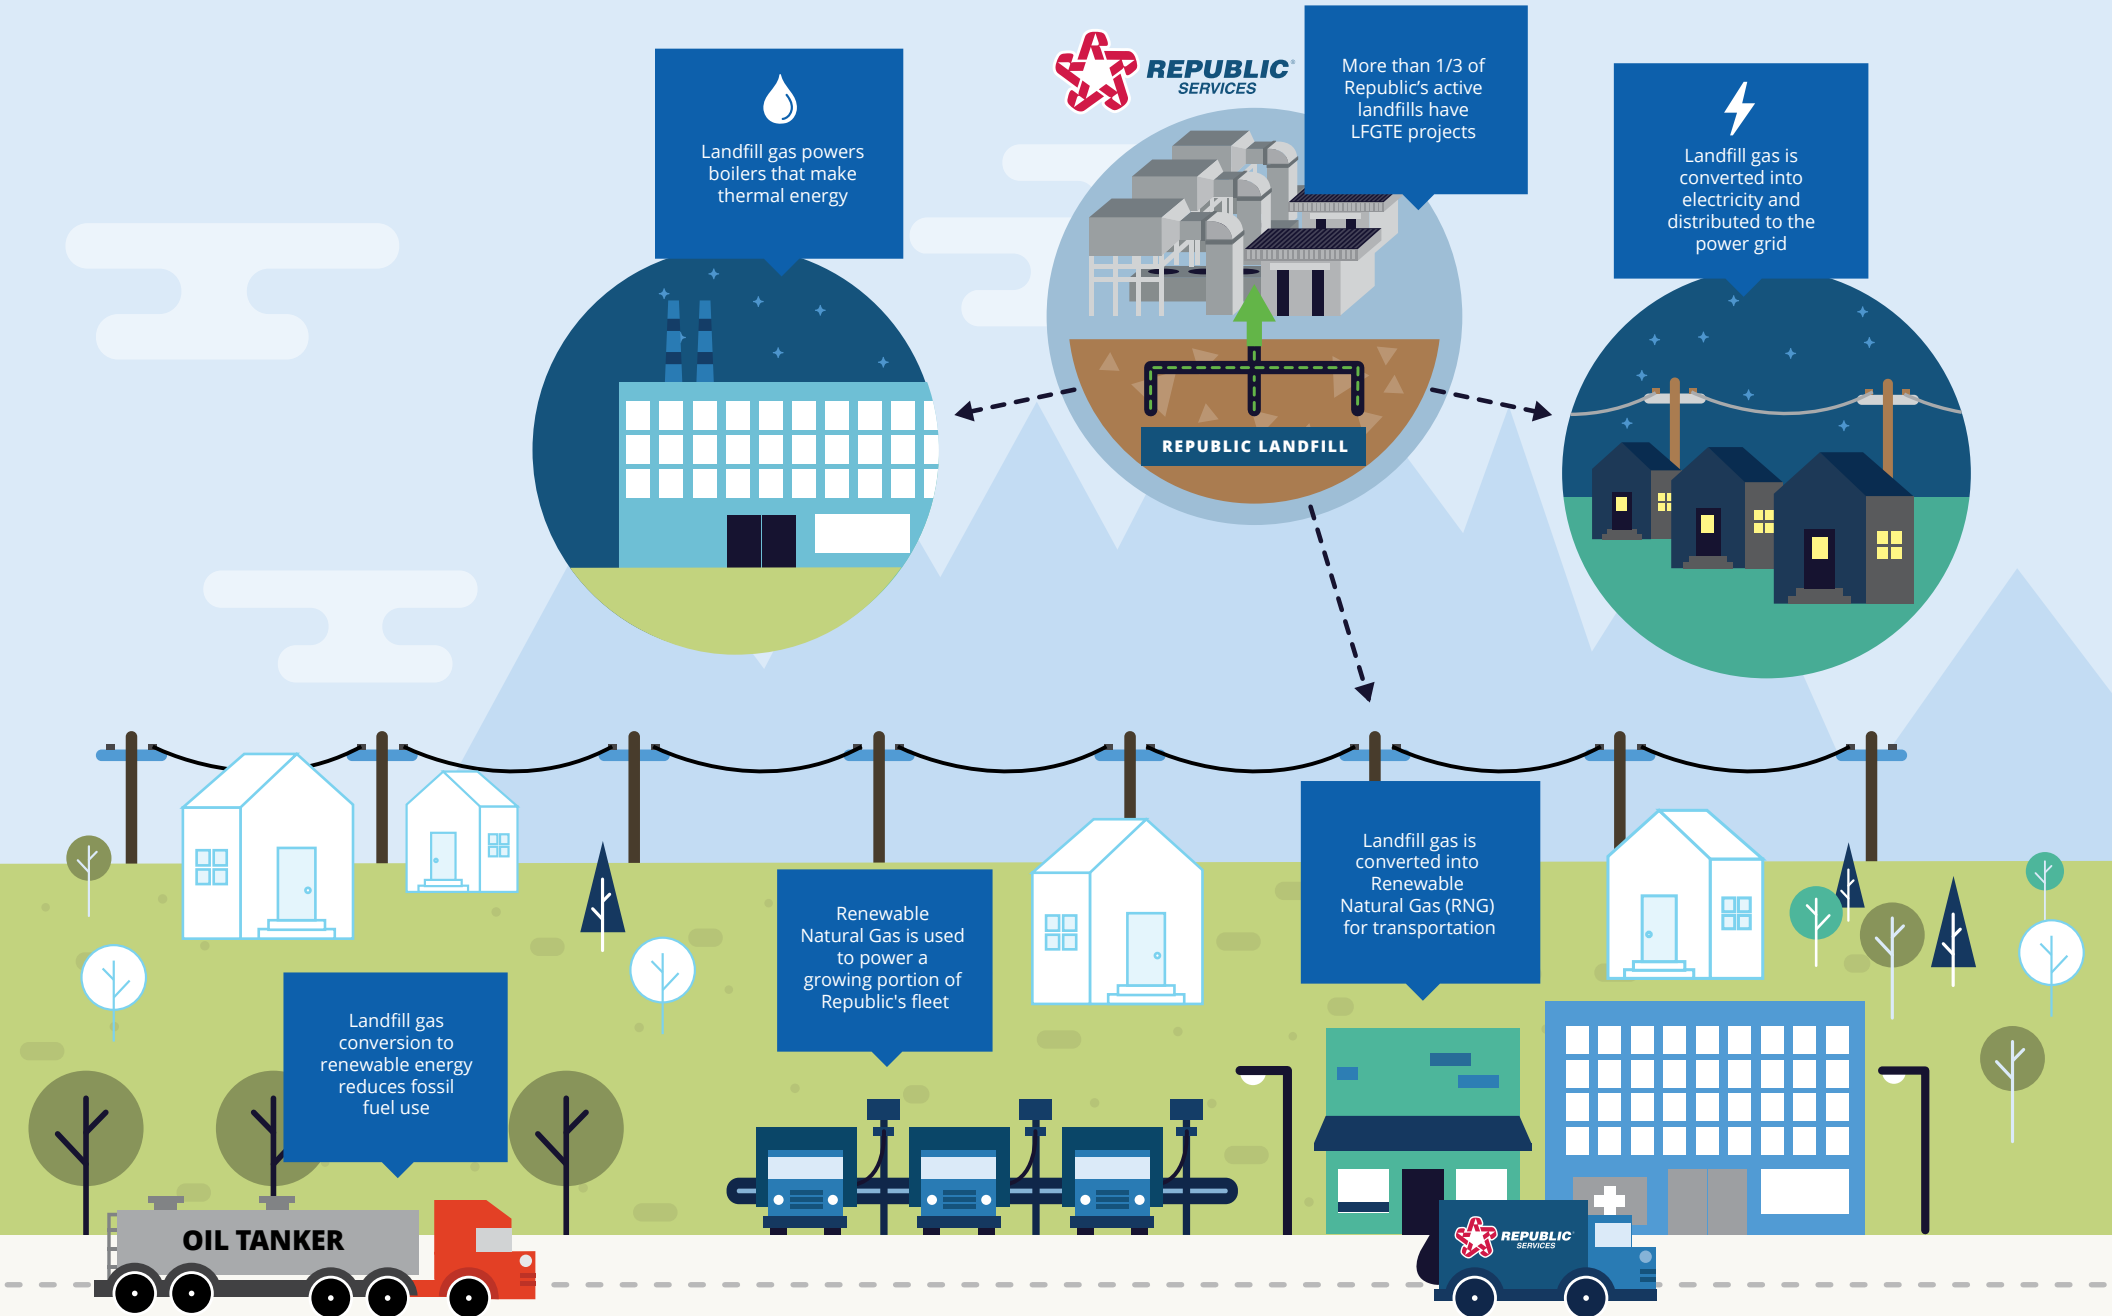 Landfill gas powers
boilers that make
thermal energy
REPUBLIC
SERVICES
More than 1/3 of
Republic's active
landfills have
LFGTE projects
Landfill gas is
converted into
electricity and
distributed to the
power grid
REPUBLIC LANDFILL
Landfill gas is
converted into
Renewable
Natural Gas (RNG)
for transportation
Renewable
Natural Gas is used
to power a
growing portion of
Republic's fleet
Landfill gas
conversion to
renewable energy
reduces fossil
fuel use
OIL TANKER
REPUBLIC
SERVICES